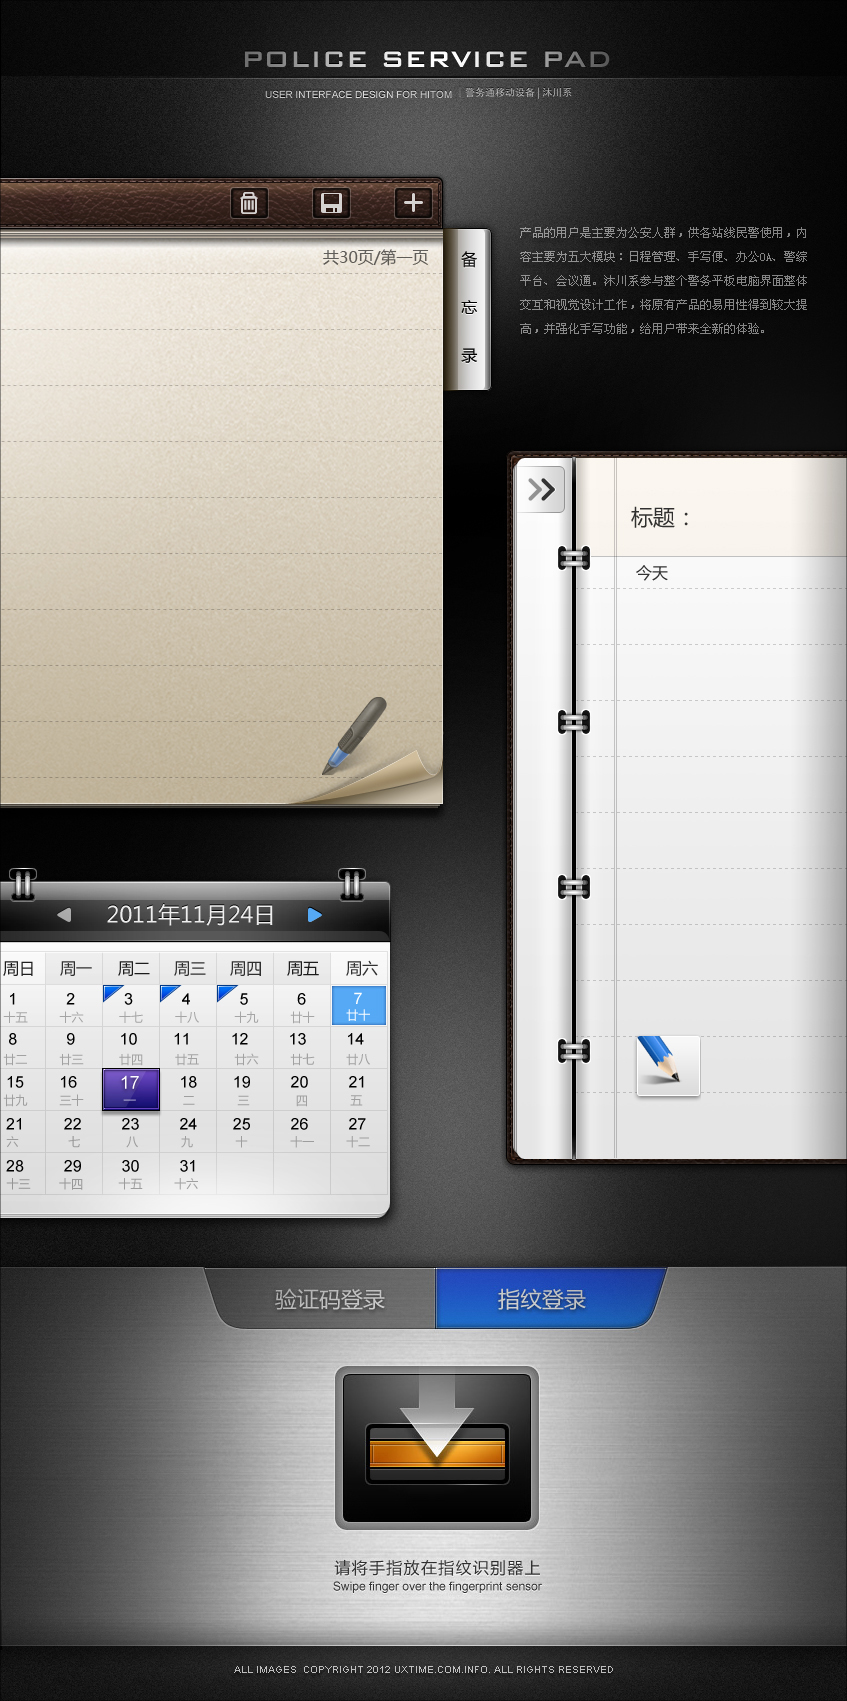 POLICE SERVICE PAD
USER INTERFACE DESIGN FOR HITOM | 警务通移动设备 | 沐川系
共30页/第一页
备
忘
录
产品的用户是主要为公安人群，供各站线民警使用，内
容主要为五大模块：日程管理、手写便、办公OA、警综
平台、会议通。沐川系参与整个警务平板电脑界面整体
交互和视觉设计工作，将原有产品的易用性得到较大提
高，并强化手写功能，给用户带来全新的体验。
标题：
今天
2011年11月24日
周日 周一 周二 周三 周四 周五 周六
1 2 3 4 5 6 7
十五 十六 十七 十八 十九 廿十 廿十
8 9 10 11 12 13 14
廿二 廿三 廿四 廿五 廿六 廿七 廿八
15 16 17 18 19 20 21
廿九 三十 一 二 三 四 五
21 22 23 24 25 26 27
六 七 八 九 十 十一 十二
28 29 30 31
十三 十四 十五 十六
验证码登录 指纹登录
请将手指放在指纹识别器上
Swipe finger over the fingerprint sensor
ALL IMAGES COPYRIGHT 2012 UXTIME.COM.INFO. ALL RIGHTS RESERVED